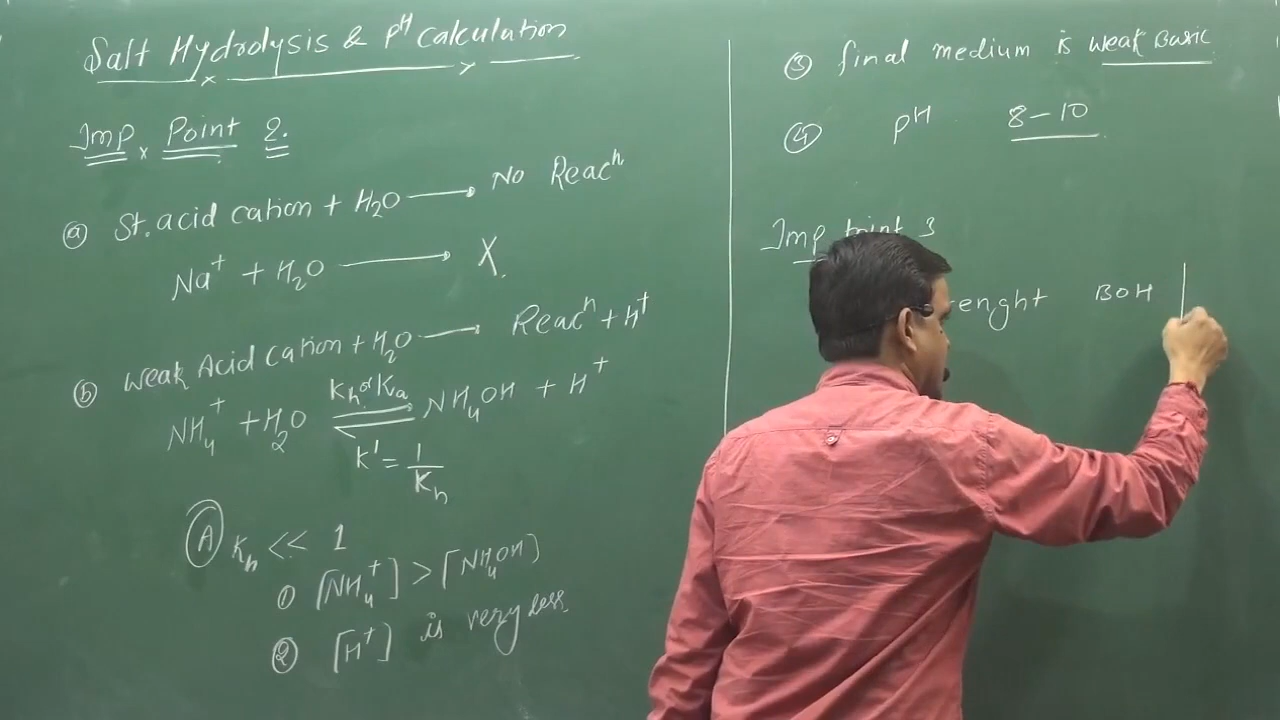 Salt Hydrolysis & pH calculation
Imp x Point 2.
(a) St. acid cation + H2O ⟶ No Reacn
Na+ + H2O ⟶ X.
(b) Weak Acid cation + H2O ⟶ Reacn + H+
Kh or Ka
NH4+ + H2O ⇌ NH4OH + H+
K' = 1/Kh
(A) Kh << 1
① [NH4+] > [NH4OH]
② [H+] is very less
③ final medium is weak Basic
④ pH 8-10
Imp point 3
BOH